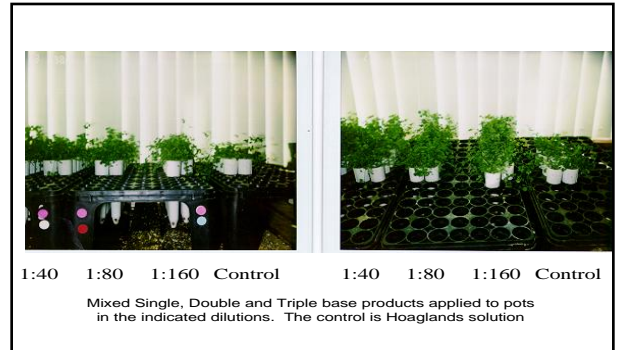 1:40 1:80 1:160 Control 1:40 1:80 1:160 Control
Mixed Single, Double and Triple base products applied to pots
in the indicated dilutions. The control is Hoaglands solution